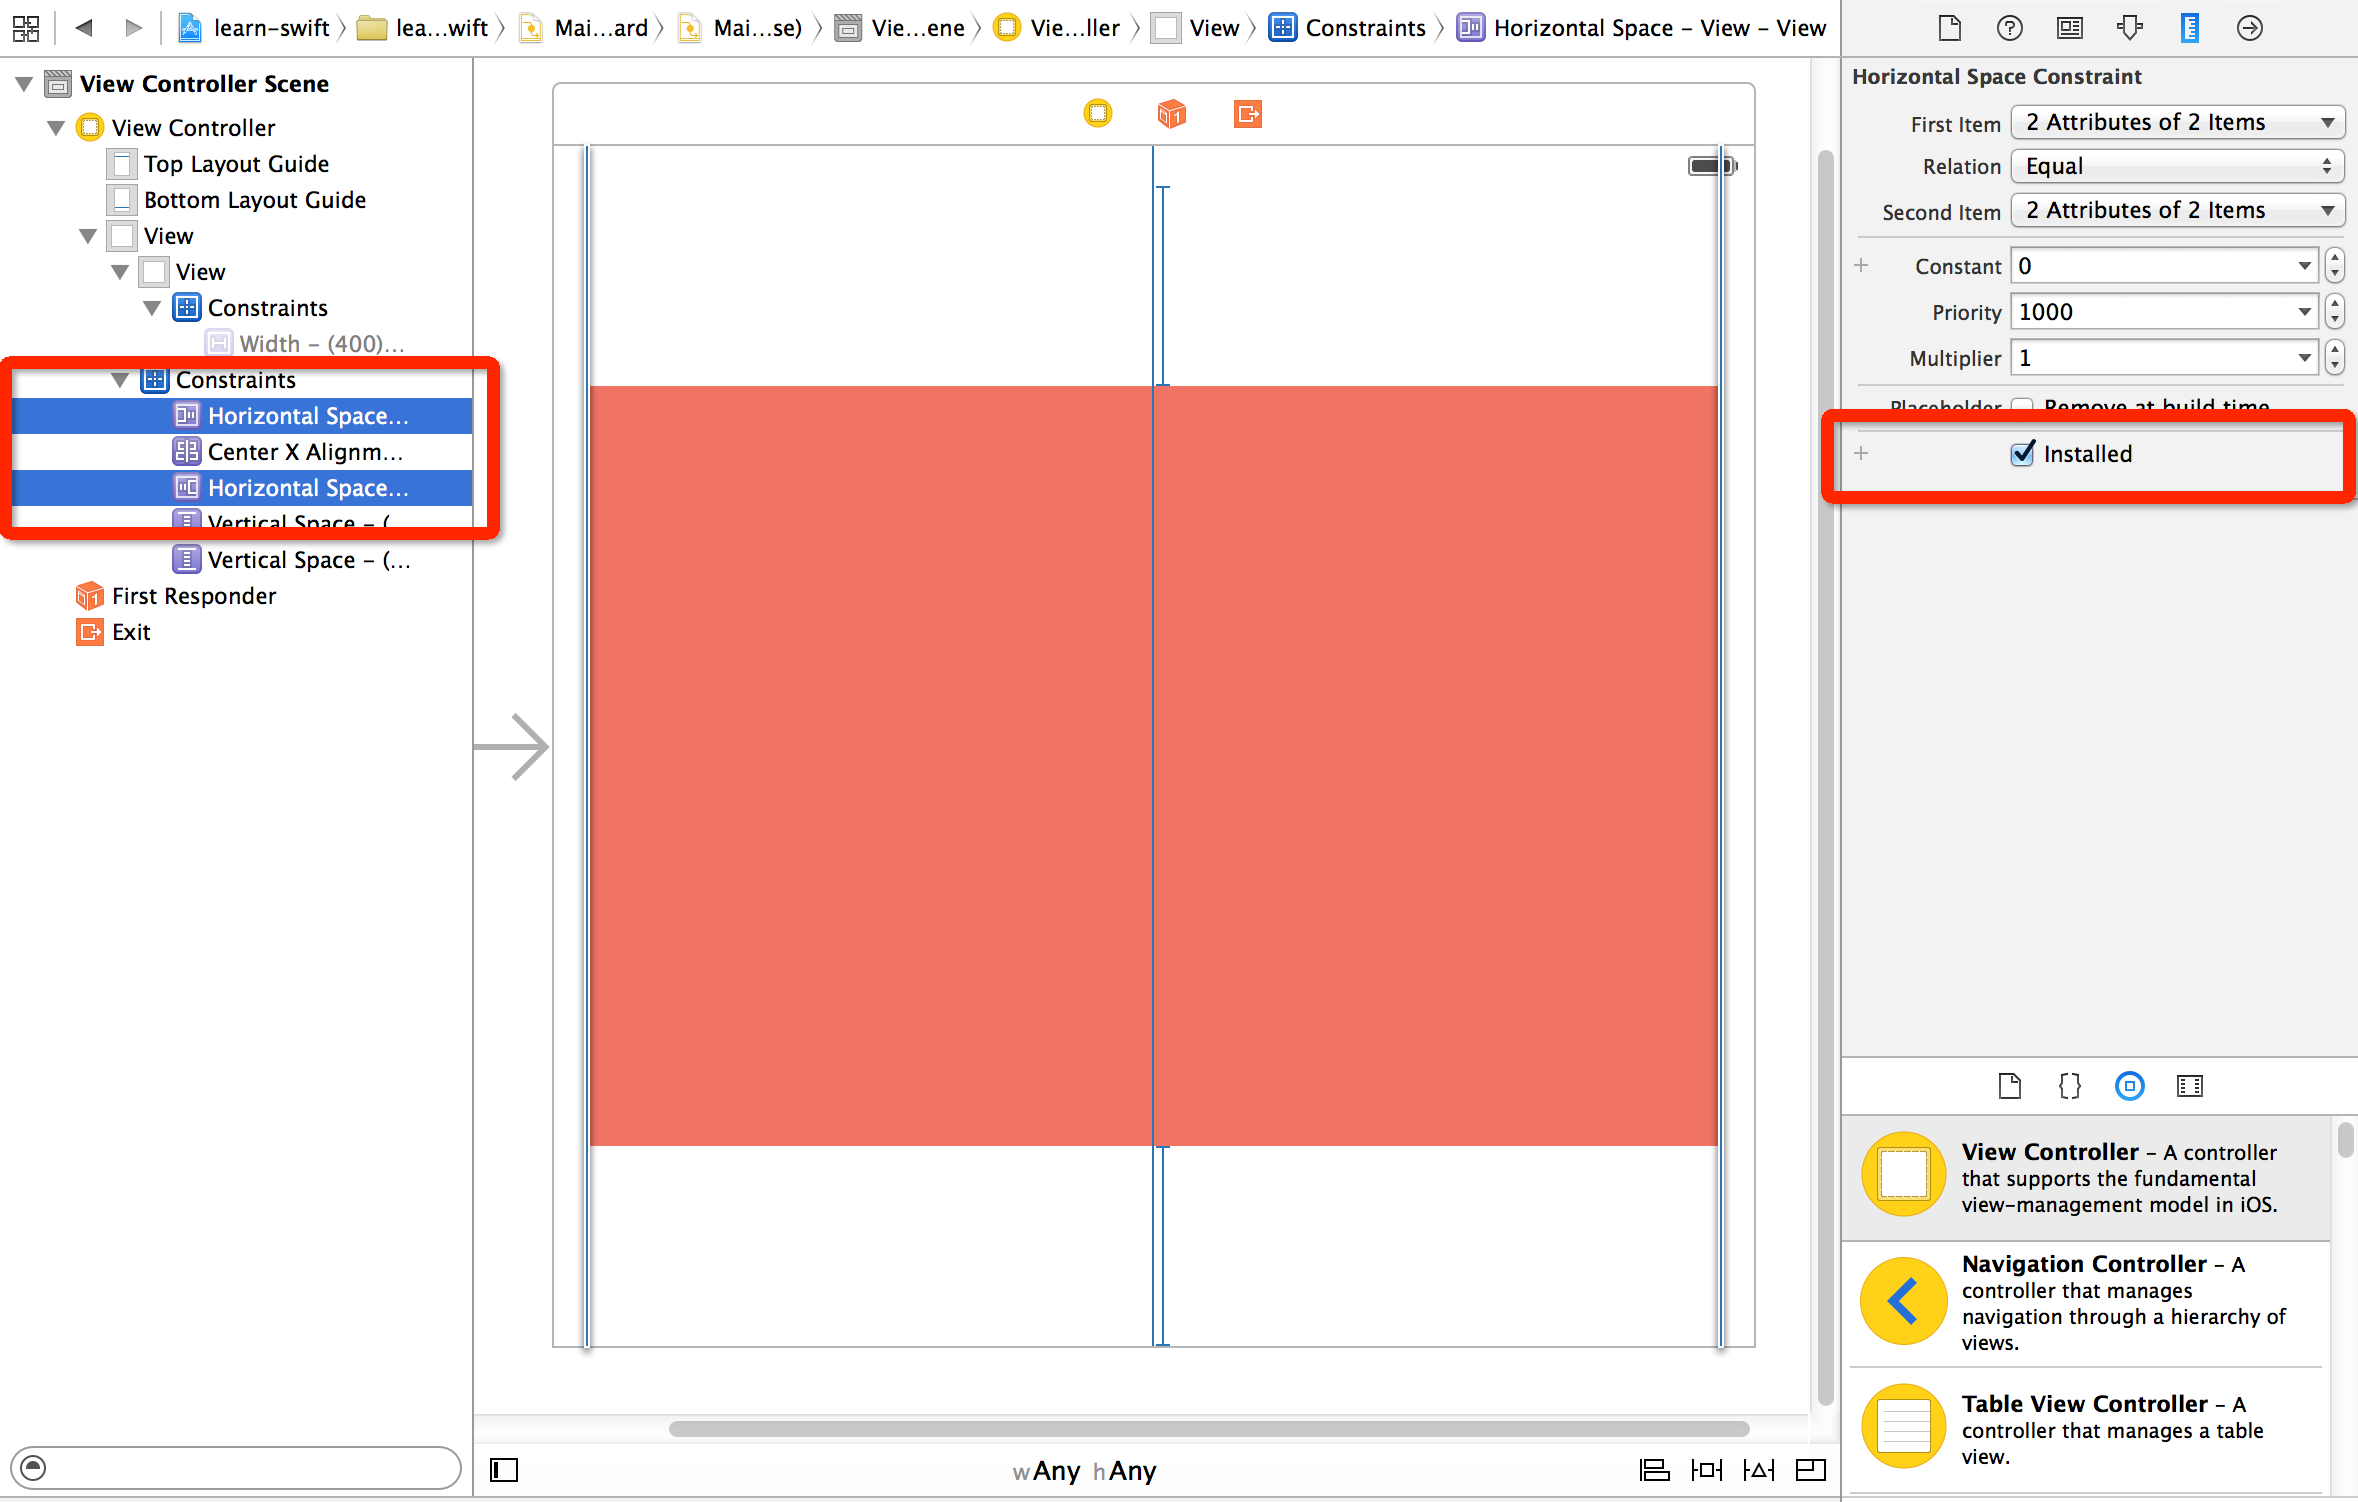 learn-swift
lea...wift
Mai...ard
Mai...se)
Vie...ene
Vie...ller
View
Constraints
Horizontal Space - View - View
View Controller Scene
View Controller
Top Layout Guide
Bottom Layout Guide
View
View
Constraints
Width - (400)...
Constraints
Horizontal Space...
Center X Alignm...
Horizontal Space...
Vertical Space - (
Vertical Space - (...
First Responder
Exit
wAny hAny
Horizontal Space Constraint
First Item 2 Attributes of 2 Items
Relation Equal
Second Item 2 Attributes of 2 Items
+ Constant 0
Priority 1000
Multiplier 1
Placeholder Remove at build time
+ Installed
{}
View Controller - A controller
that supports the fundamental
view-management model in iOS.
Navigation Controller - A
controller that manages
navigation through a hierarchy of
views.
Table View Controller - A
controller that manages a table
view.